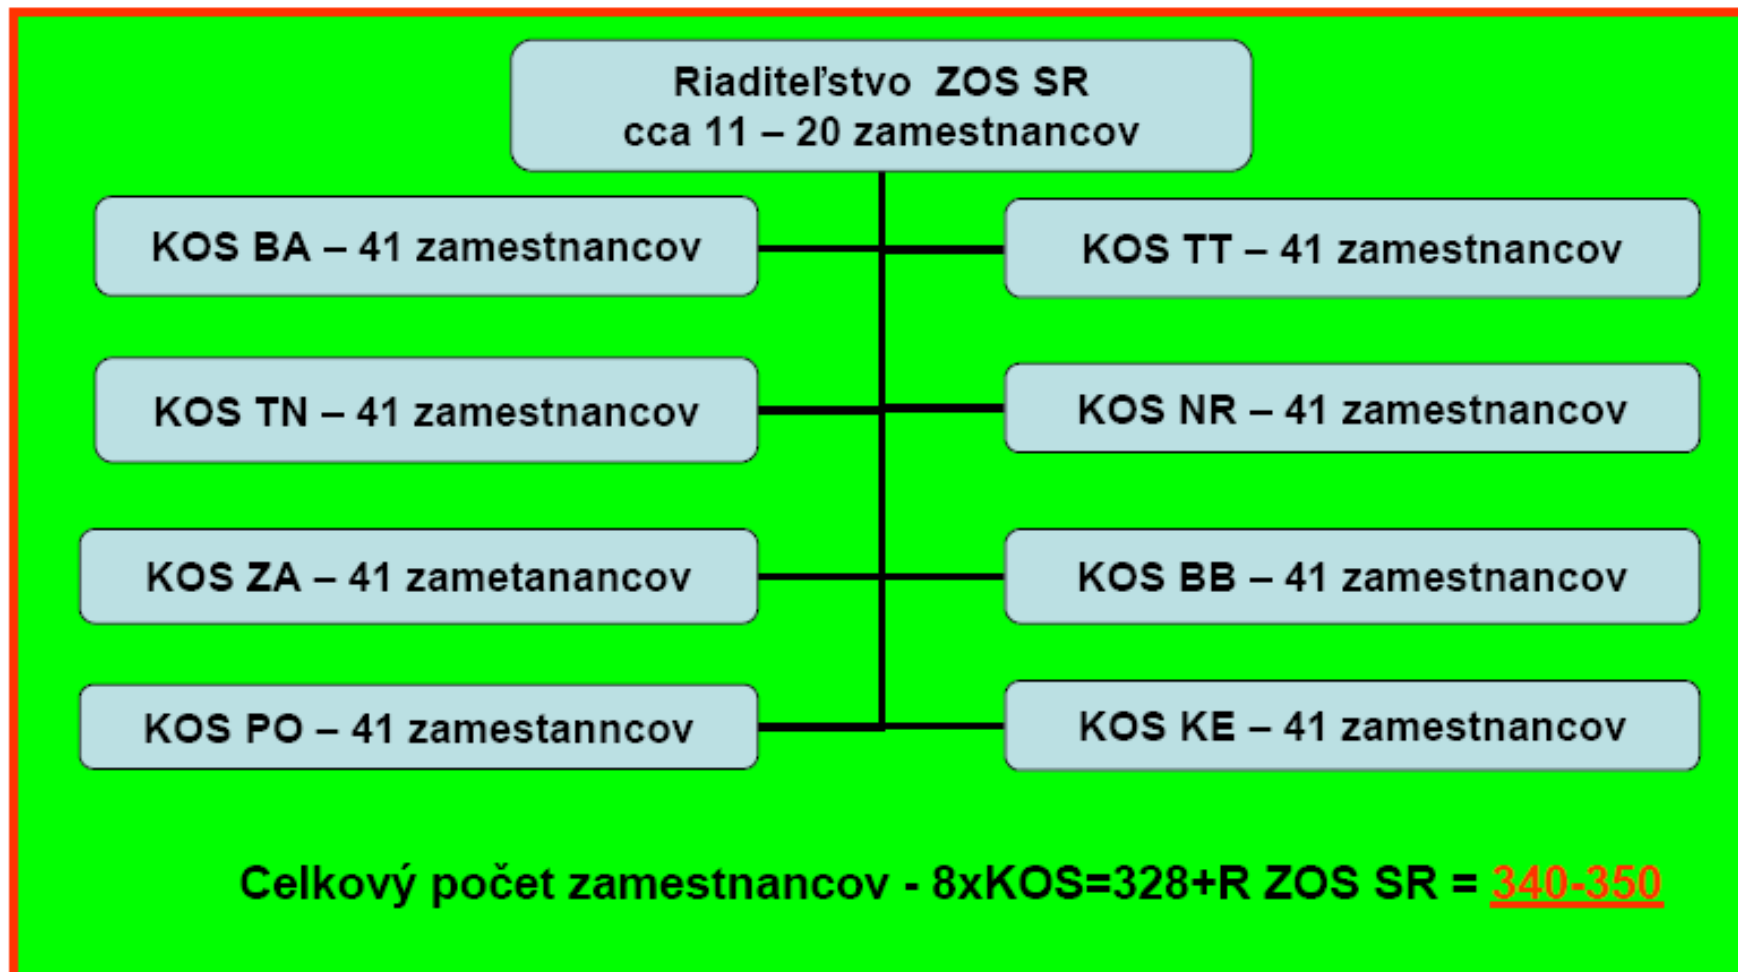 Riaditeľstvo ZOS SR
cca 11 – 20 zamestnancov
KOS BA – 41 zamestnancov
KOS TT – 41 zamestnancov
KOS TN – 41 zamestnancov
KOS NR – 41 zamestnancov
KOS ZA – 41 zametanancov
KOS BB – 41 zamestnancov
KOS PO – 41 zamestanncov
KOS KE – 41 zamestnancov
Celkový počet zamestnancov - 8xKOS=328+R ZOS SR = 340-350